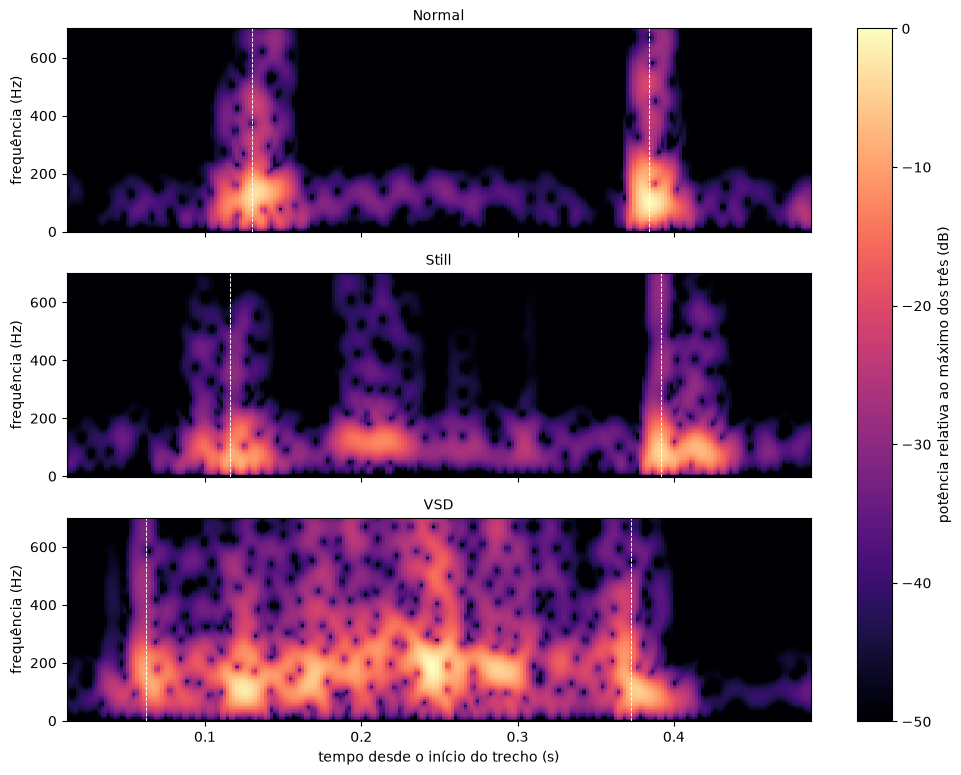 Normal
frequência (Hz)
600
400
200
0
Still
frequência (Hz)
600
400
200
0
VSD
frequência (Hz)
600
400
200
0
0.1
0.2
0.3
0.4
tempo desde o início do trecho (s)
0
−10
−20
−30
−40
−50
potência relativa ao máximo dos três (dB)